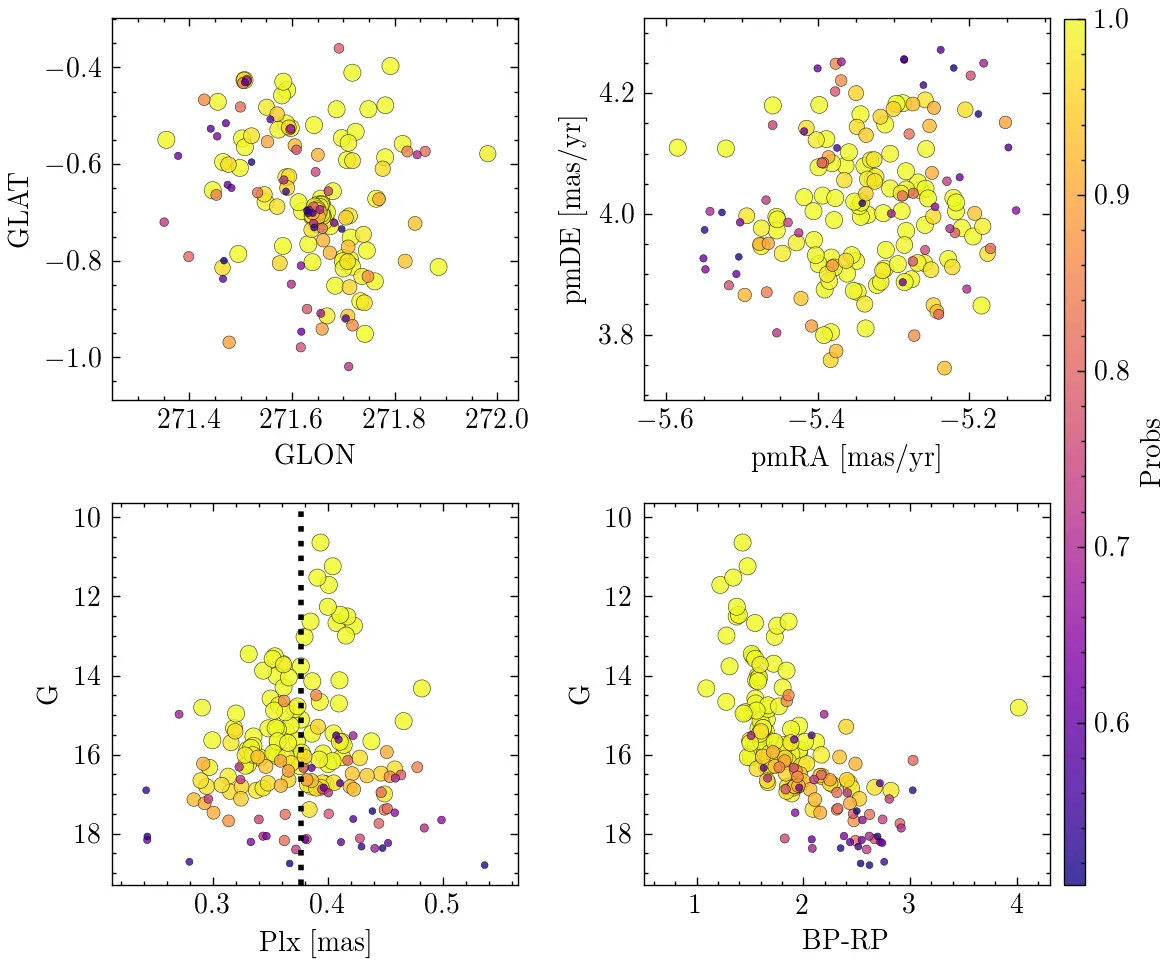 −0.4
−0.6
−0.8
−1.0
GLAT
271.4 271.6 271.8 272.0
GLON
4.2
4.0
3.8
pmDE [mas/yr]
−5.6 −5.4 −5.2
pmRA [mas/yr]
1.0
0.9
0.8
0.7
0.6
Probs
10
12
14
16
18
G
0.3 0.4 0.5
Plx [mas]
10
12
14
16
18
G
1 2 3 4
BP-RP